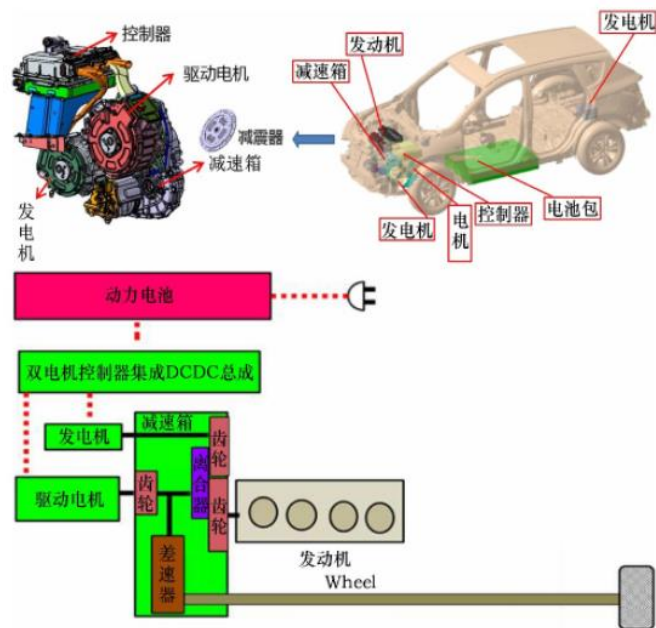 控制器
驱动电机
减震器
减速箱
发电机
发动机
减速箱
发电机
发电机
电机
控制器
电池包
动力电池
双电机控制器集成DCDC总成
减速箱
发电机
齿轮
离合器
驱动电机
齿轮
齿轮
差速器
发动机
Wheel